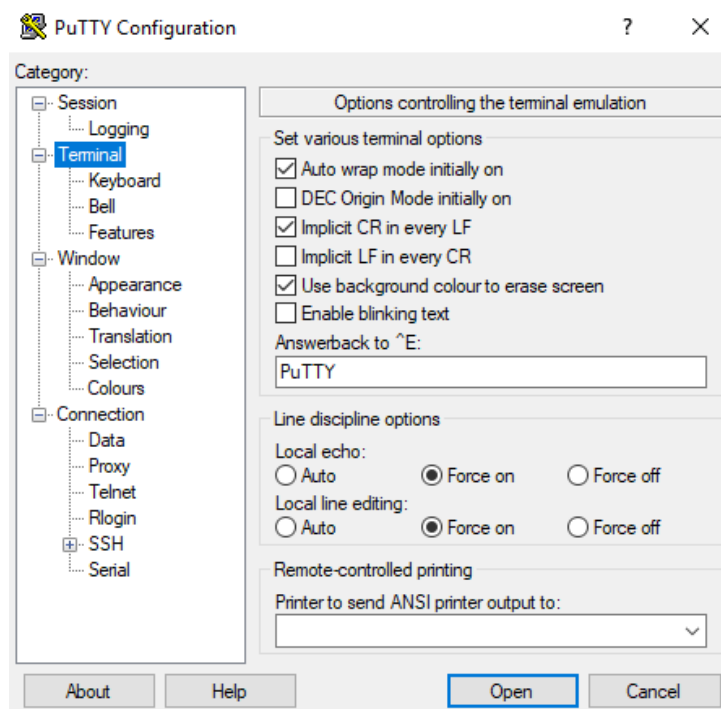 PuTTY Configuration
?
Category:
Session
Logging
Terminal
Keyboard
Bell
Features
Window
Appearance
Behaviour
Translation
Selection
Colours
Connection
Data
Proxy
Telnet
Rlogin
SSH
Serial
Options controlling the terminal emulation
Set various terminal options
Auto wrap mode initially on
DEC Origin Mode initially on
Implicit CR in every LF
Implicit LF in every CR
Use background colour to erase screen
Enable blinking text
Answerback to ^E:
PuTTY
Line discipline options
Local echo:
Auto Force on Force off
Local line editing:
Auto Force on Force off
Remote-controlled printing
Printer to send ANSI printer output to:
About Help Open Cancel